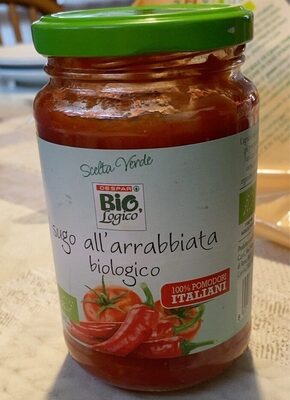 Scelta Verde
DESPAR
BIO,
LOGICO
sugo all'arrabbiata
biologico
100% POMODORI
ITALIANI